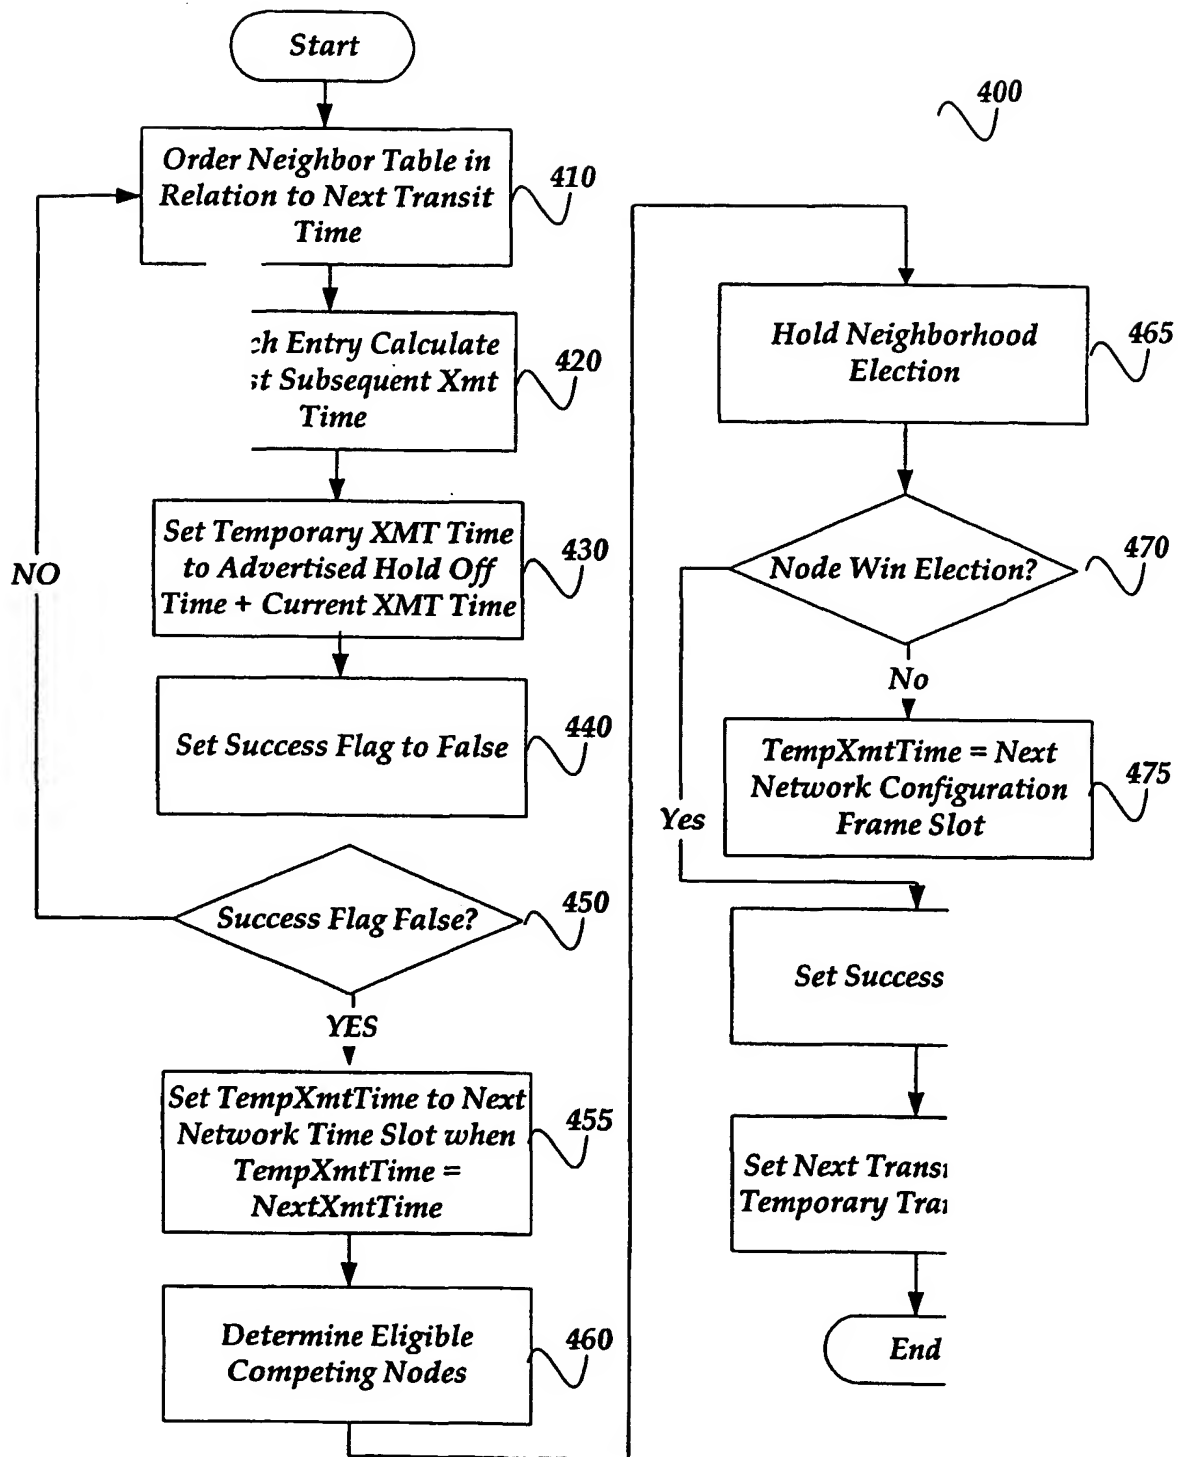 Start
400
Order Neighbor Table in
Relation to Next Transit
Time
410
Entry Calculate
Subsequent Xmt
Time
420
Set Temporary XMT Time
to Advertised Hold Off
Time + Current XMT Time
430
NO
Set Success Flag to False
440
Success Flag False?
450
YES
Set TempXmtTime to Next
Network Time Slot when
TempXmtTime =
NextXmtTime
455
Determine Eligible
Competing Nodes
460
Hold Neighborhood
Election
465
Node Win Election?
470
No
Yes
TempXmtTime = Next
Network Configuration
Frame Slot
475
Set Success
Set Next
Temporary
End